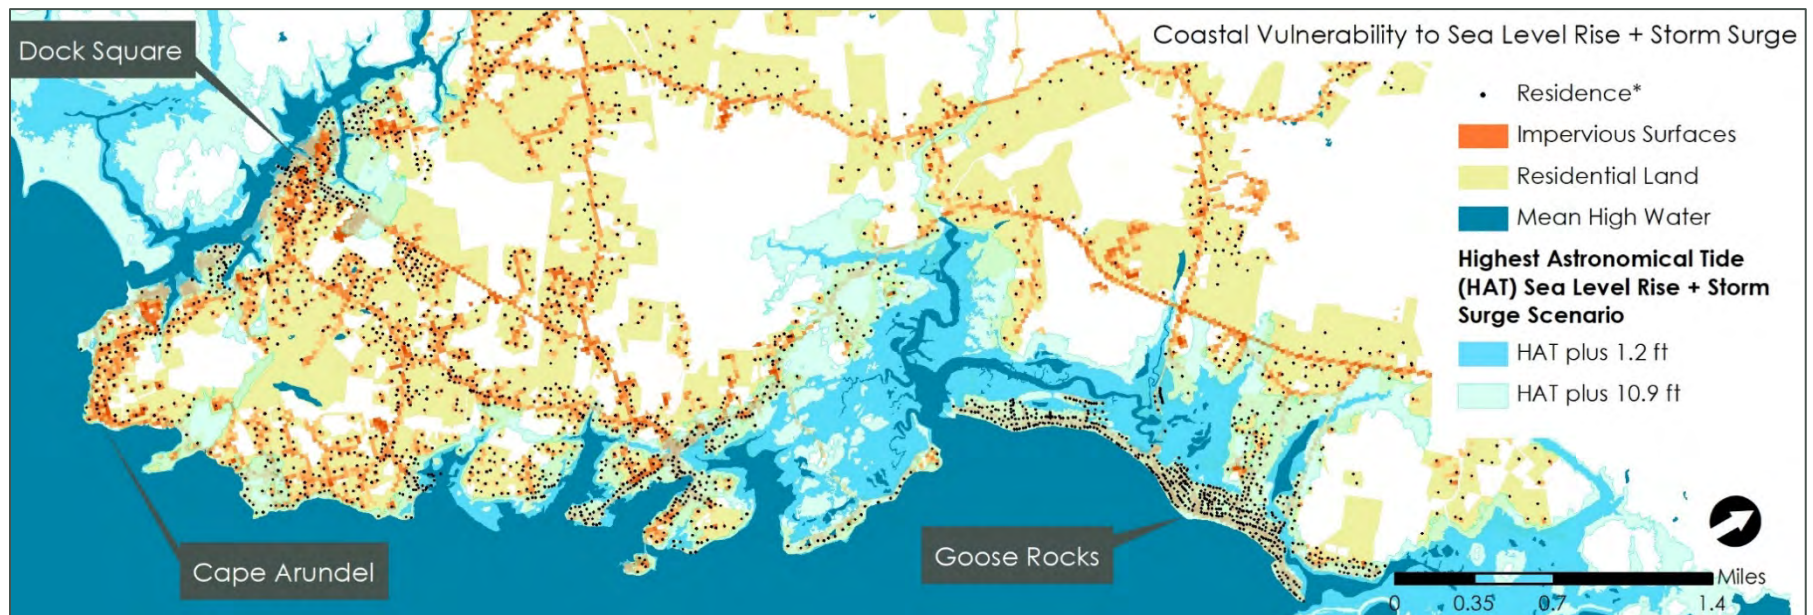 Dock Square
Coastal Vulnerability to Sea Level Rise + Storm Surge
Residence*
Impervious Surfaces
Residential Land
Mean High Water
Highest Astronomical Tide
(HAT) Sea Level Rise + Storm
Surge Scenario
HAT plus 1.2 ft
HAT plus 10.9 ft
Goose Rocks
Cape Arundel
Miles
0 0.35 0.7 1.4